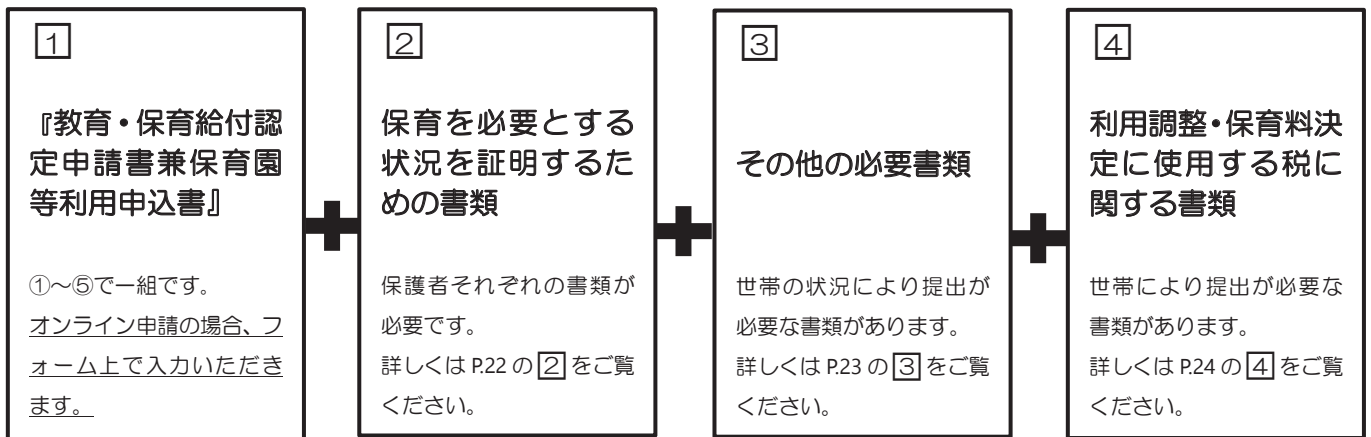 1
『教育・保育給付認
定申請書兼保育園
等利用申込書』
①～⑤で一組です。
オンライン申請の場合、フ
ォーム上で入力いただき
ます。
+
2
保育を必要とする
状況を証明するた
めの書類
保護者それぞれの書類が
必要です。
詳しくは P.22 の 2 をご覧
ください。
+
3
その他の必要書類
世帯の状況により提出が
必要な書類があります。
詳しくは P.23 の 3 をご覧
ください。
+
4
利用調整・保育料決
定に使用する税に
関する書類
世帯により提出が必要な
書類があります。
詳しくは P.24 の 4 をご覧
ください。